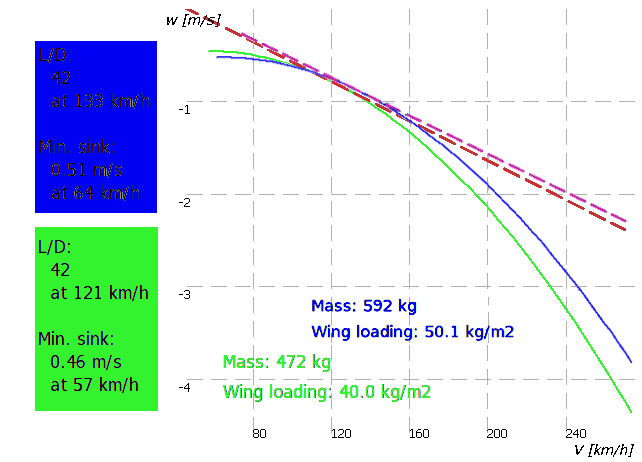 w [m/s]
L/D:
42
at 133 km/h
Min. sink:
0.51 m/s
at 64 km/h
L/D:
42
at 121 km/h
Min. sink:
0.46 m/s
at 57 km/h
-1
-2
-3
-4
Mass: 592 kg
Wing loading: 50.1 kg/m2
Mass: 472 kg
Wing loading: 40.0 kg/m2
80 120 160 200 240
V [km/h]